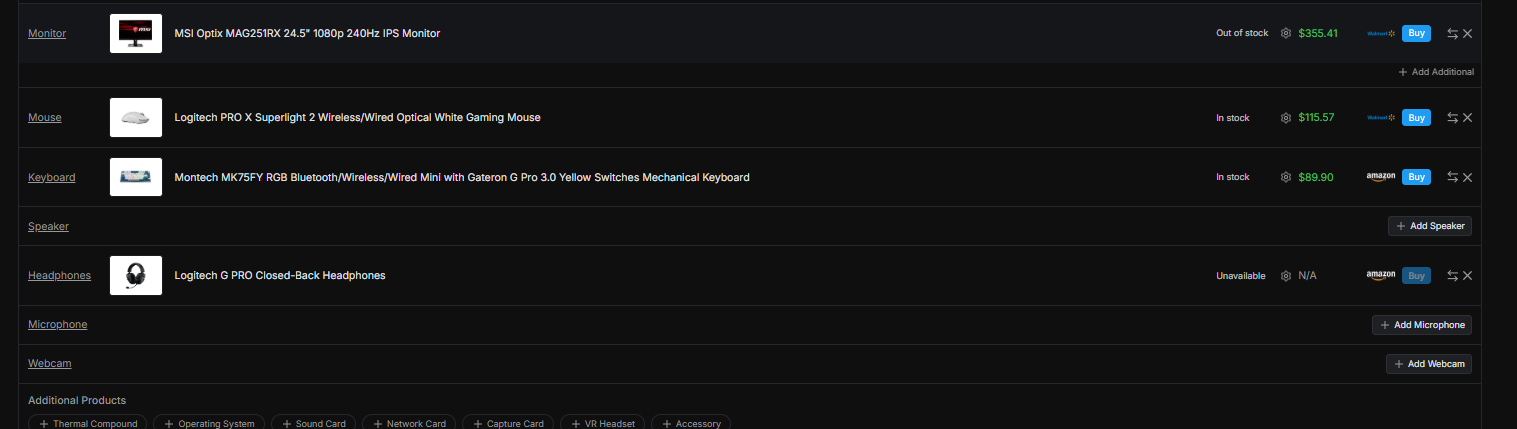 Monitor
MSI Optix MAG251RX 24.5" 1080p 240Hz IPS Monitor
Out of stock
$355.41
Walmart
Buy
+ Add Additional
Mouse
Logitech PRO X Superlight 2 Wireless/Wired Optical White Gaming Mouse
In stock
$115.57
Walmart
Buy
Keyboard
Montech MK75FY RGB Bluetooth/Wireless/Wired Mini with Gateron G Pro 3.0 Yellow Switches Mechanical Keyboard
In stock
$89.90
amazon
Buy
Speaker
+ Add Speaker
Headphones
Logitech G PRO Closed-Back Headphones
Unavailable
N/A
amazon
Buy
Microphone
+ Add Microphone
Webcam
+ Add Webcam
Additional Products
+ Thermal Compound
+ Operating System
+ Sound Card
+ Network Card
+ Capture Card
+ VR Headset
+ Accessory